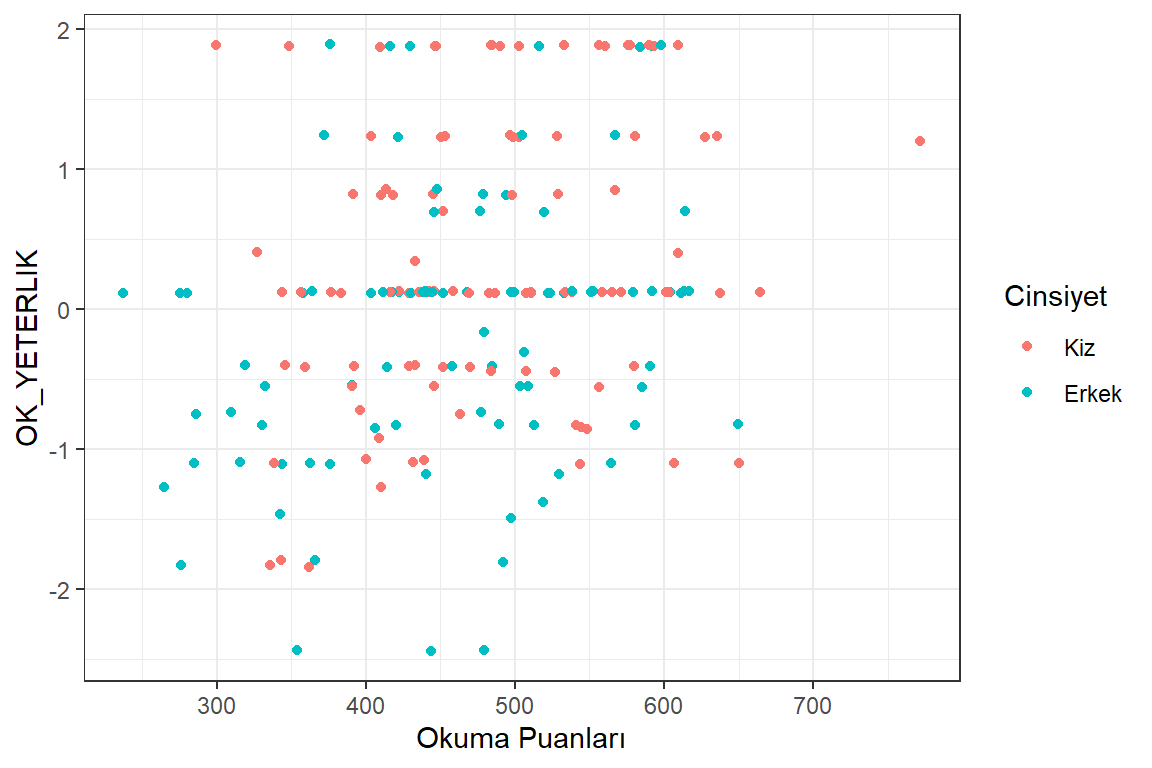 2
1
0
-1
-2
OK_YETERLIK
300 400 500 600 700
Okuma Puanları
Cinsiyet
Kiz
Erkek